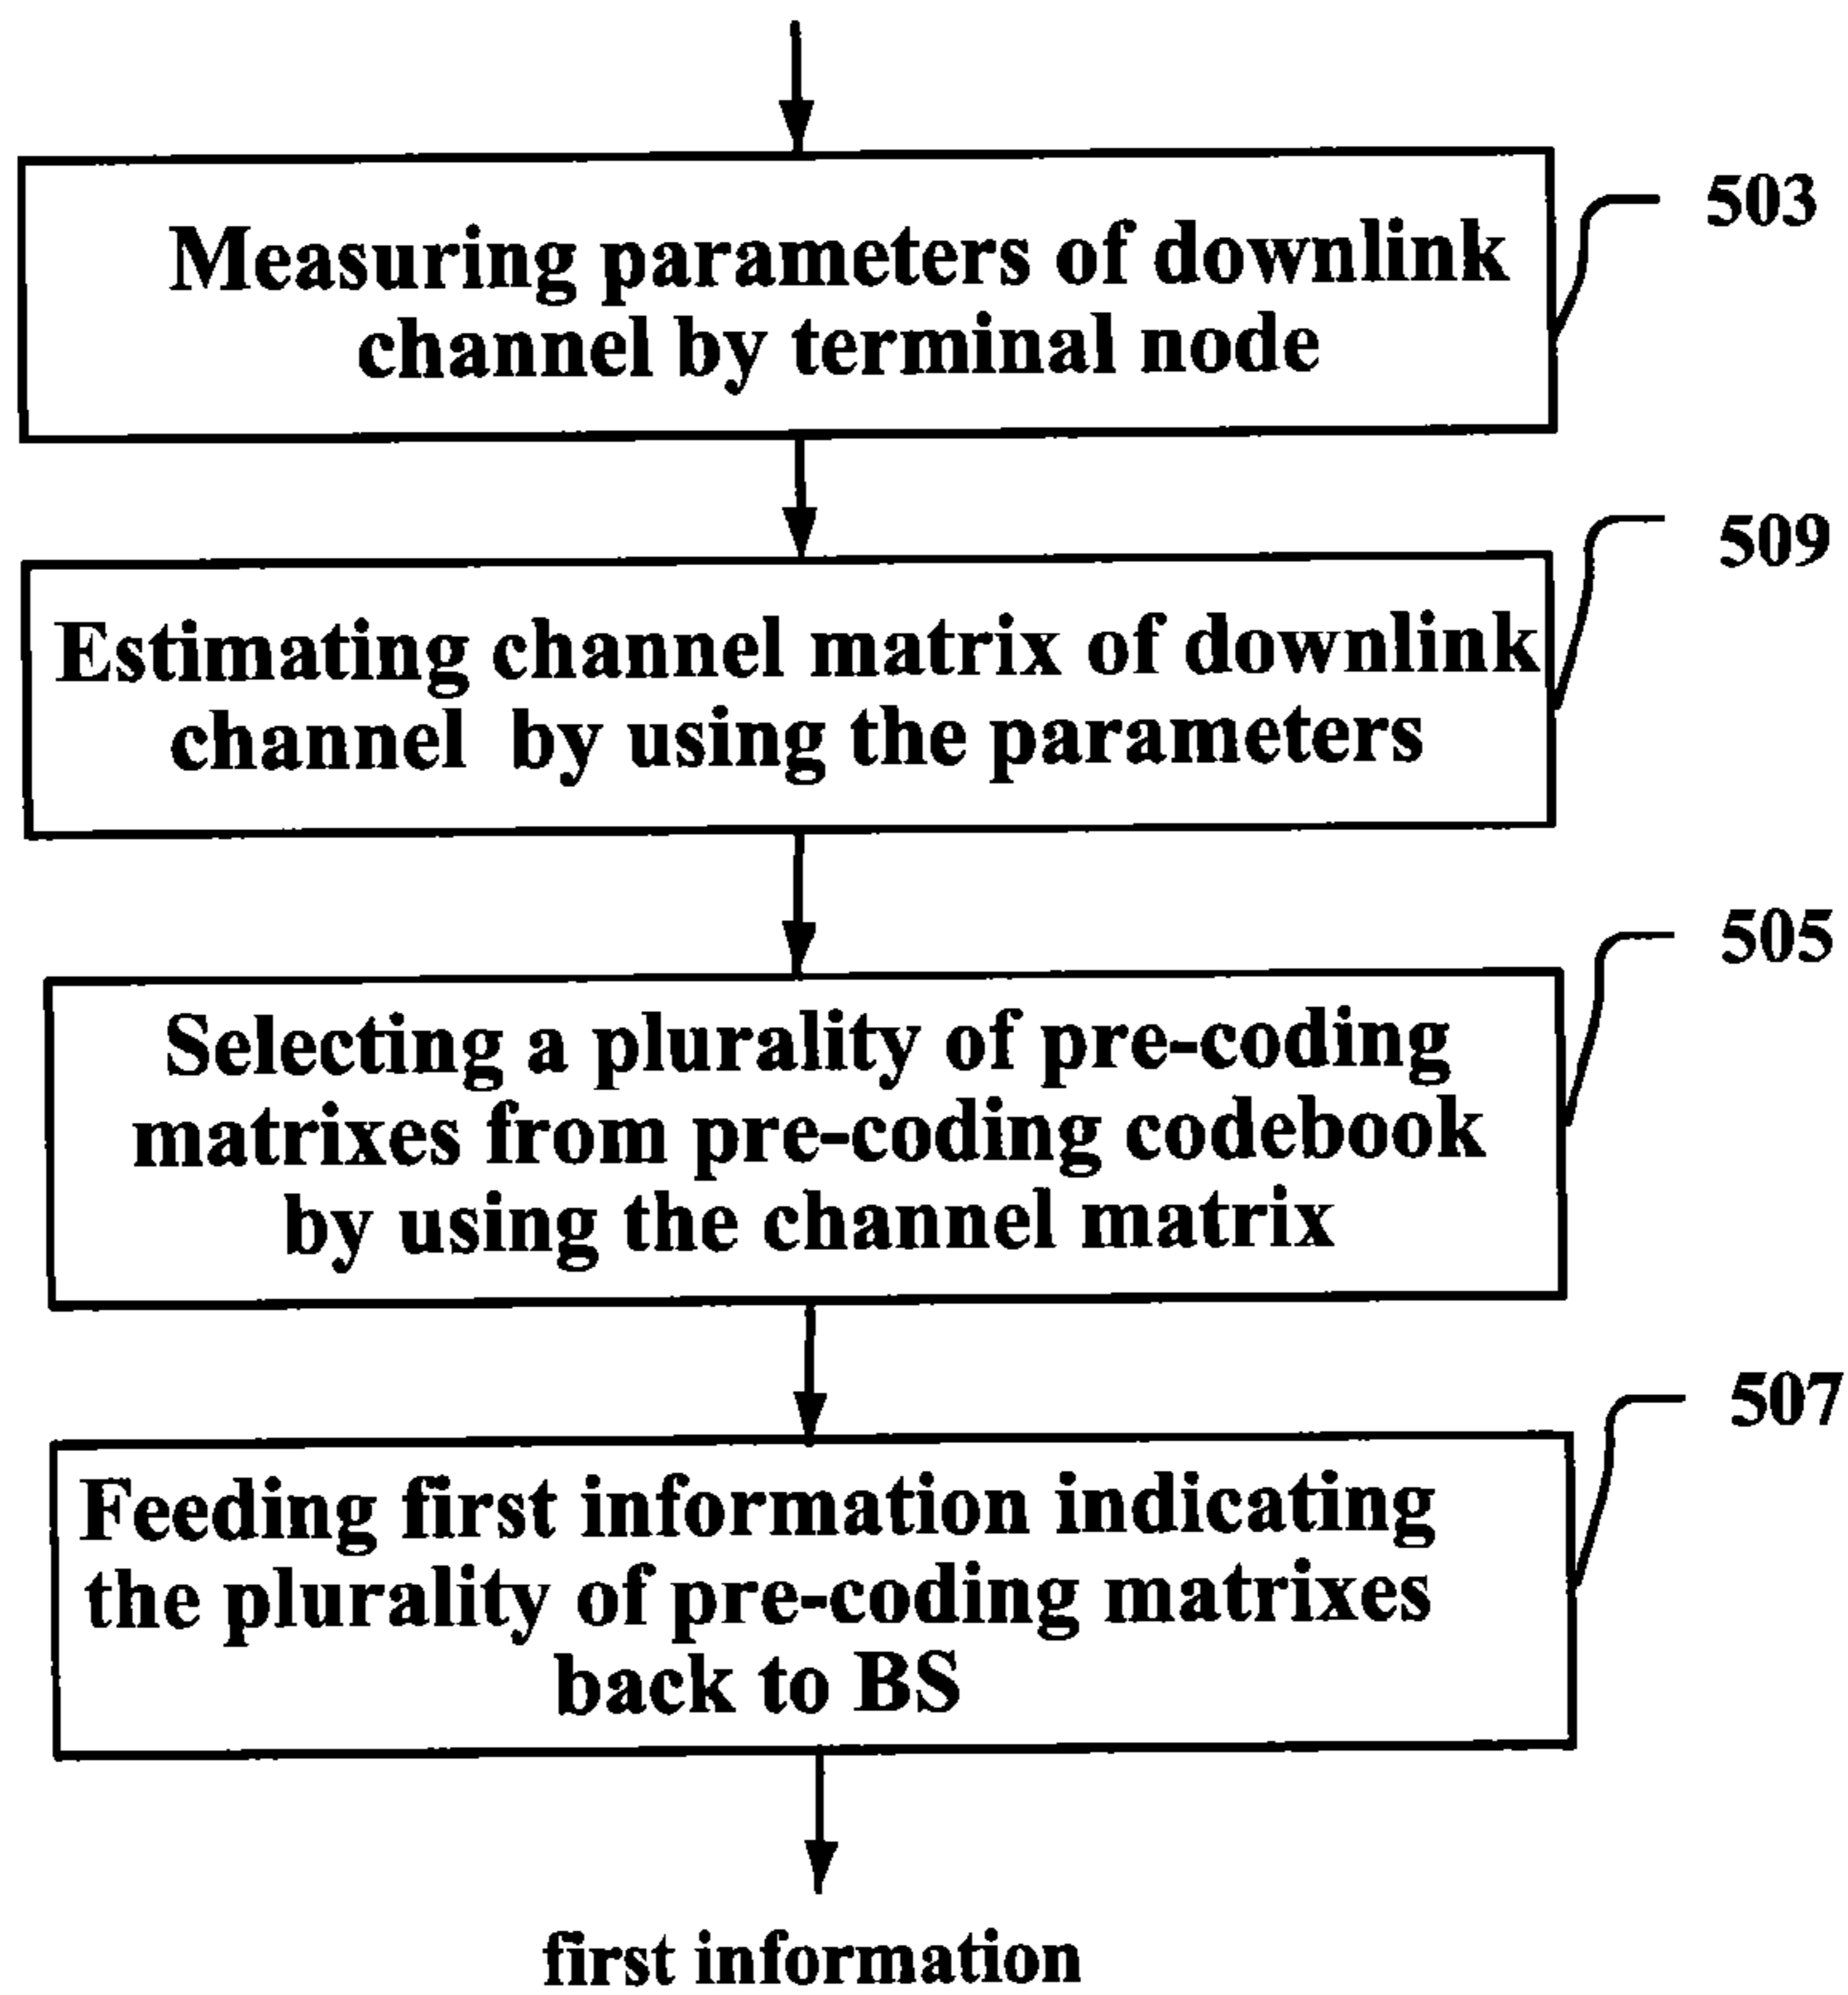 503
Measuring parameters of downlink
channel by terminal node
509
Estimating channel matrix of downlink
channel by using the parameters
505
Selecting a plurality of pre-coding
matrixes from pre-coding codebook
by using the channel matrix
507
Feeding first information indicating
the plurality of pre-coding matrixes
back to BS
first information